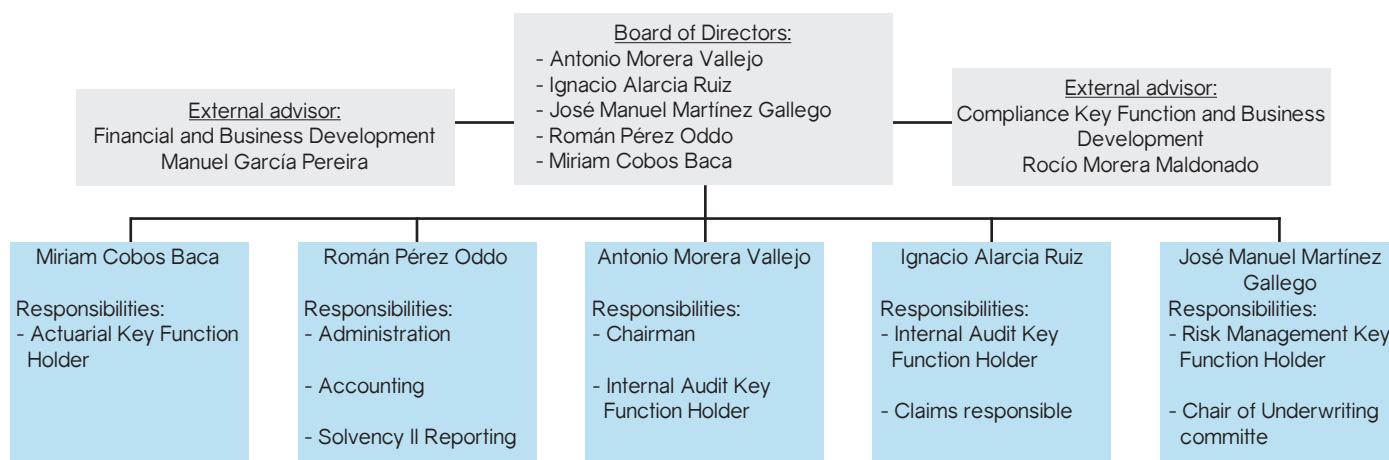 Board of Directors:
- Antonio Morera Vallejo
- Ignacio Alarcia Ruiz
- José Manuel Martínez Gallego
- Román Pérez Oddo
- Miriam Cobos Baca
External advisor:
Financial and Business Development
Manuel García Pereira
External advisor:
Compliance Key Function and Business
Development
Rocío Morera Maldonado
Miriam Cobos Baca
Responsibilities:
- Actuarial Key Function
Holder
Román Pérez Oddo
Responsibilities:
- Administration
- Accounting
- Solvency II Reporting
Antonio Morera Vallejo
Responsibilities:
- Chairman
- Internal Audit Key
Function Holder
Ignacio Alarcia Ruiz
Responsibilities:
- Internal Audit Key
Function Holder
- Claims responsible
José Manuel Martínez
Gallego
Responsibilities:
- Risk Management Key
Function Holder
- Chair of Underwriting
committe